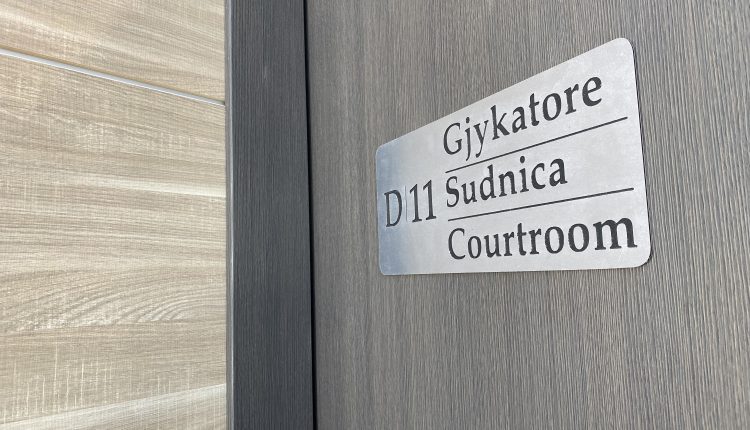 D|11
Gjykatore
Sudnica
Courtroom